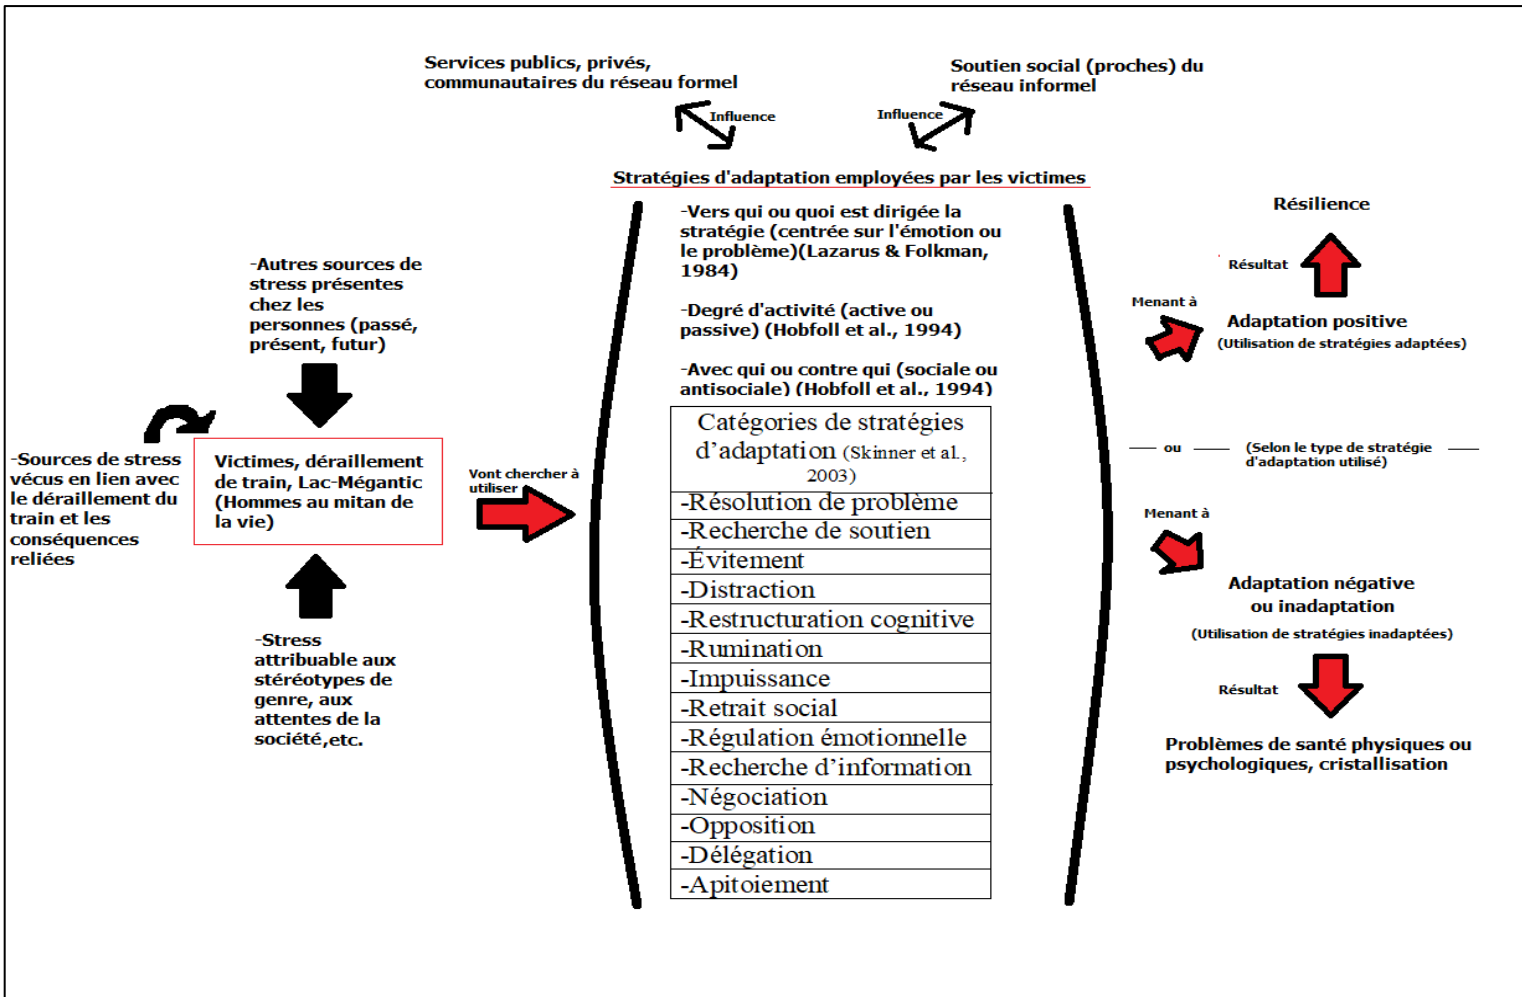 Services publics, privés,
communautaires du réseau formel
Soutien social (proches) du
réseau informel
Influence
Influence
Stratégies d'adaptation employées par les victimes
-Vers qui ou quoi est dirigée la
stratégie (centrée sur l'émotion ou
le problème)(Lazarus & Folkman,
1984)
-Degré d'activité (active ou
passive) (Hobfoll et al., 1994)
-Avec qui ou contre qui (sociale ou
antisociale) (Hobfoll et al., 1994)
Catégories de stratégies
d’adaptation (Skinner et al.,
2003)
-Résolution de problème
-Recherche de soutien
-Évitement
-Distraction
-Restructuration cognitive
-Rumination
-Impuissance
-Retrait social
-Régulation émotionnelle
-Recherche d’information
-Négociation
-Opposition
-Délégation
-Apitoiement
-Autres sources de
stress présentes
chez les
personnes (passé,
présent, futur)
-Sources de stress
vécus en lien avec
le déraillement du
train et les
conséquences
reliées
Victimes, déraillement
de train, Lac-Mégantic
(Hommes au mitan de
la vie)
-Stress
attribuable aux
stéréotypes de
genre, aux
attentes de la
société,etc.
Vont chercher à
utiliser
Résilience
Résultat
Menant à
Adaptation positive
(Utilisation de stratégies adaptées)
ou
(Selon le type de stratégie
d'adaptation utilisé)
Menant à
Adaptation négative
ou inadaptation
(Utilisation de stratégies inadaptées)
Résultat
Problèmes de santé physiques ou
psychologiques, cristallisation